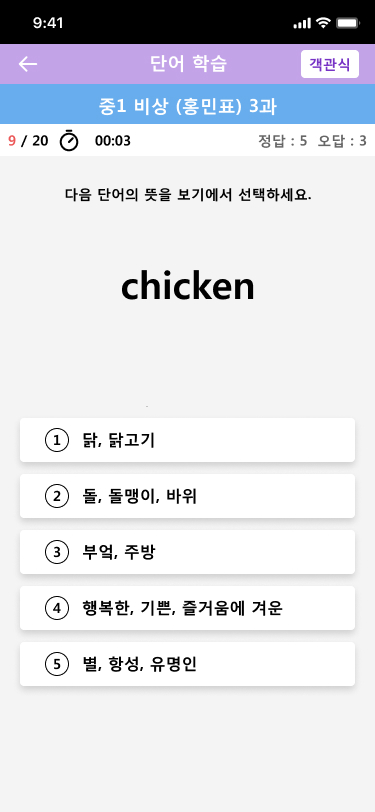 9:41
단어 학습
객관식
중1 비상 (홍민표) 3과
9 / 20 00:03 정답 : 5 오답 : 3
다음 단어의 뜻을 보기에서 선택하세요.
chicken
1 닭, 닭고기
2 돌, 돌맹이, 바위
3 부엌, 주방
4 행복한, 기쁜, 즐거움에 겨운
5 별, 항성, 유명인